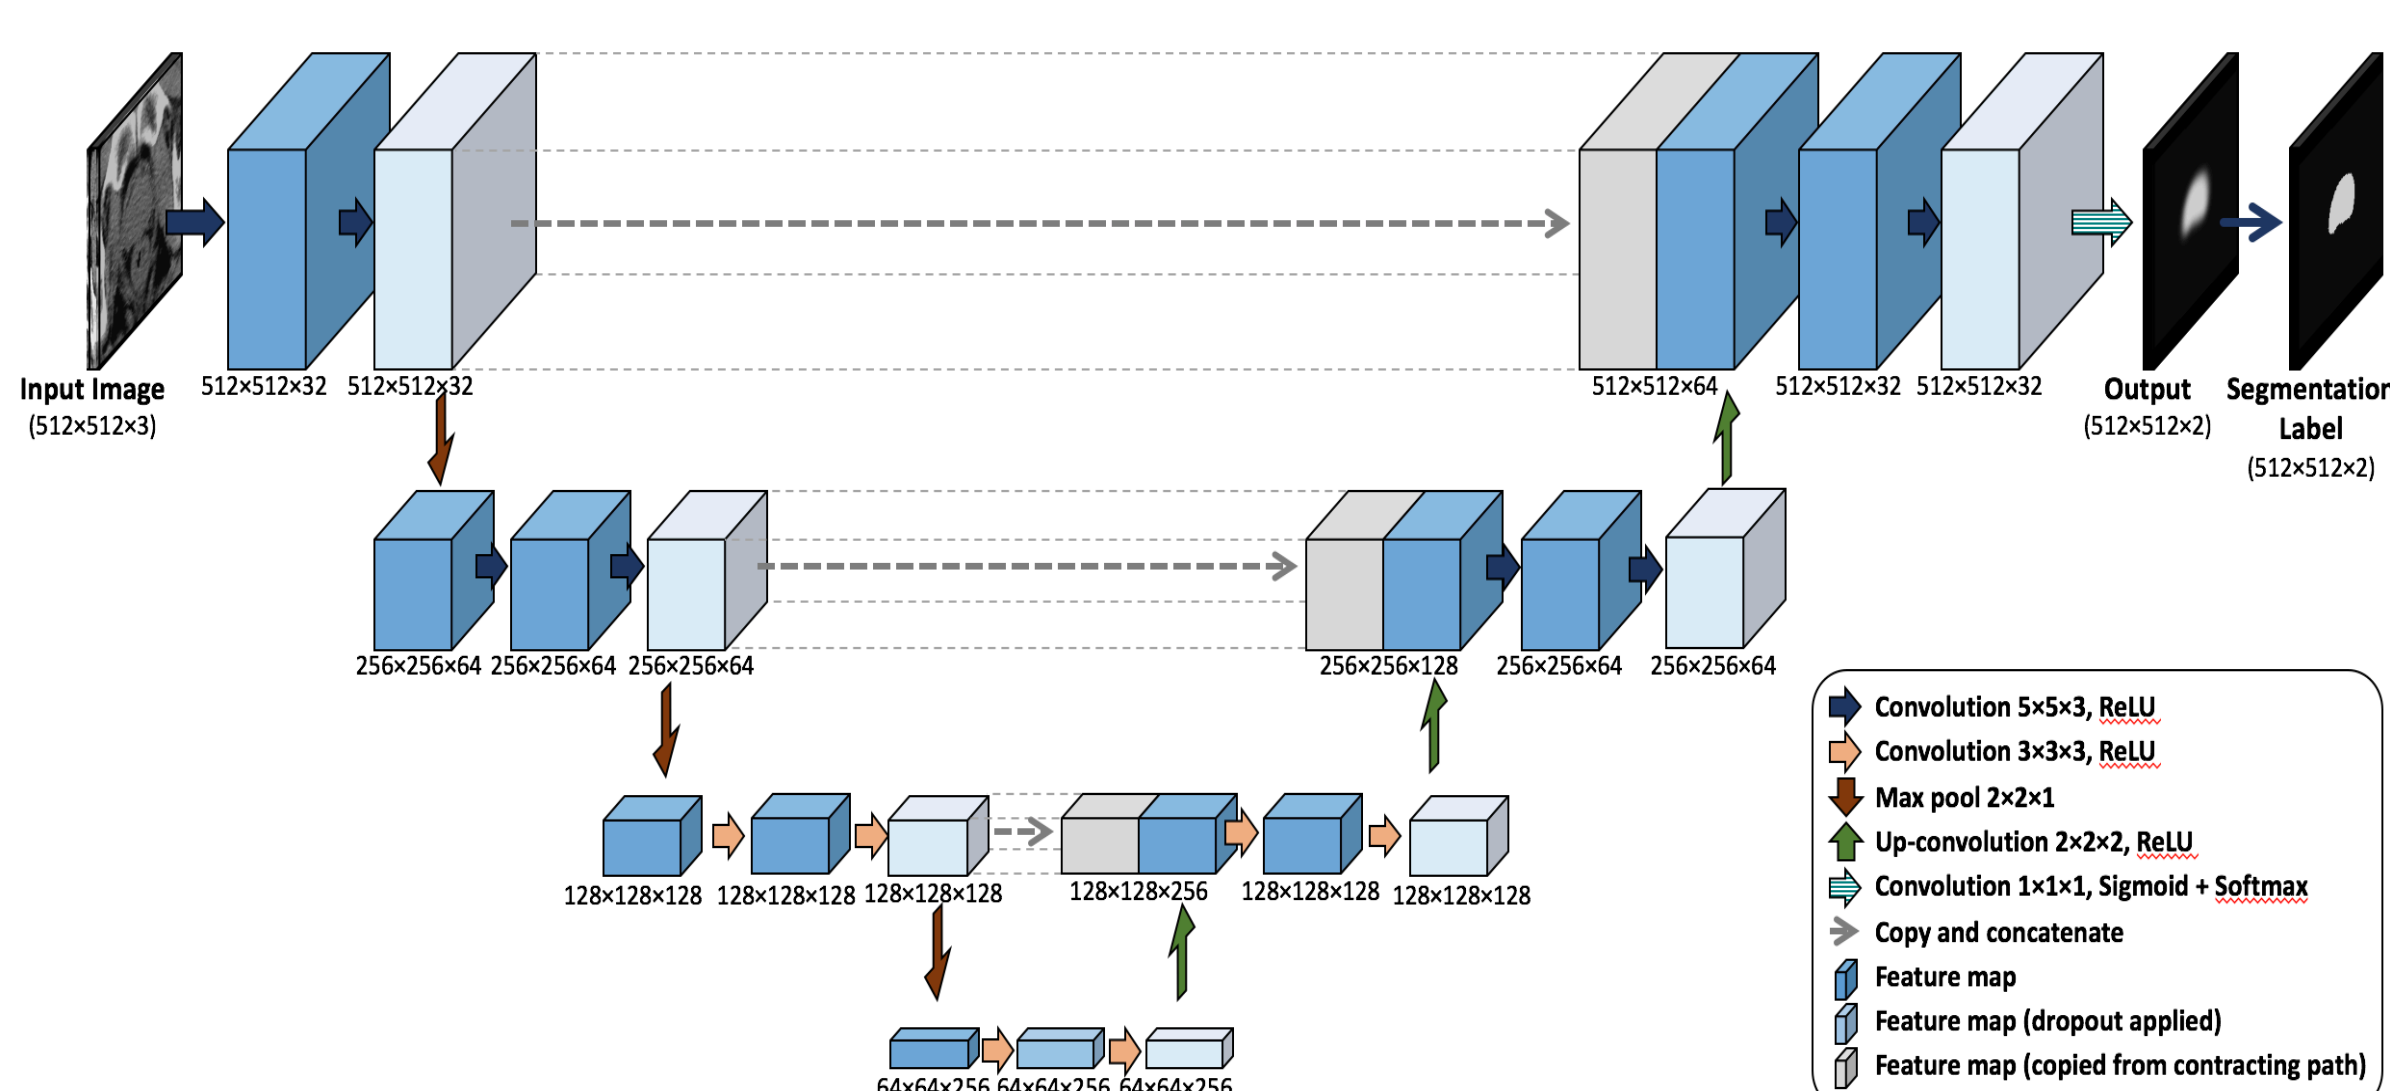 512×512×32
512×512×32
512×512×64
512×512×32
512×512×32
Input Image
(512×512×3)
Output
(512×512×2)
Segmentation
Label
(512×512×2)
256×256×64
256×256×64
256×256×64
256×256×128
256×256×64
256×256×64
128×128×128
128×128×128
128×128×128
128×128×256
128×128×128
128×128×128
64×64×256
64×64×256
64×64×256
Convolution 5×5×3, ReLU
Convolution 3×3×3, ReLU
Max pool 2×2×1
Up-convolution 2×2×2, ReLU
Convolution 1×1×1, Sigmoid + Softmax
Copy and concatenate
Feature map
Feature map (dropout applied)
Feature map (copied from contracting path)